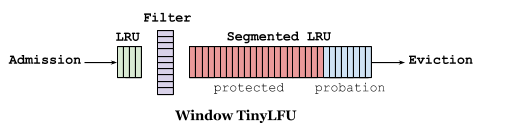 Filter
LRU
Segmented LRU
Admission
Eviction
protected
probation
Window TinyLFU